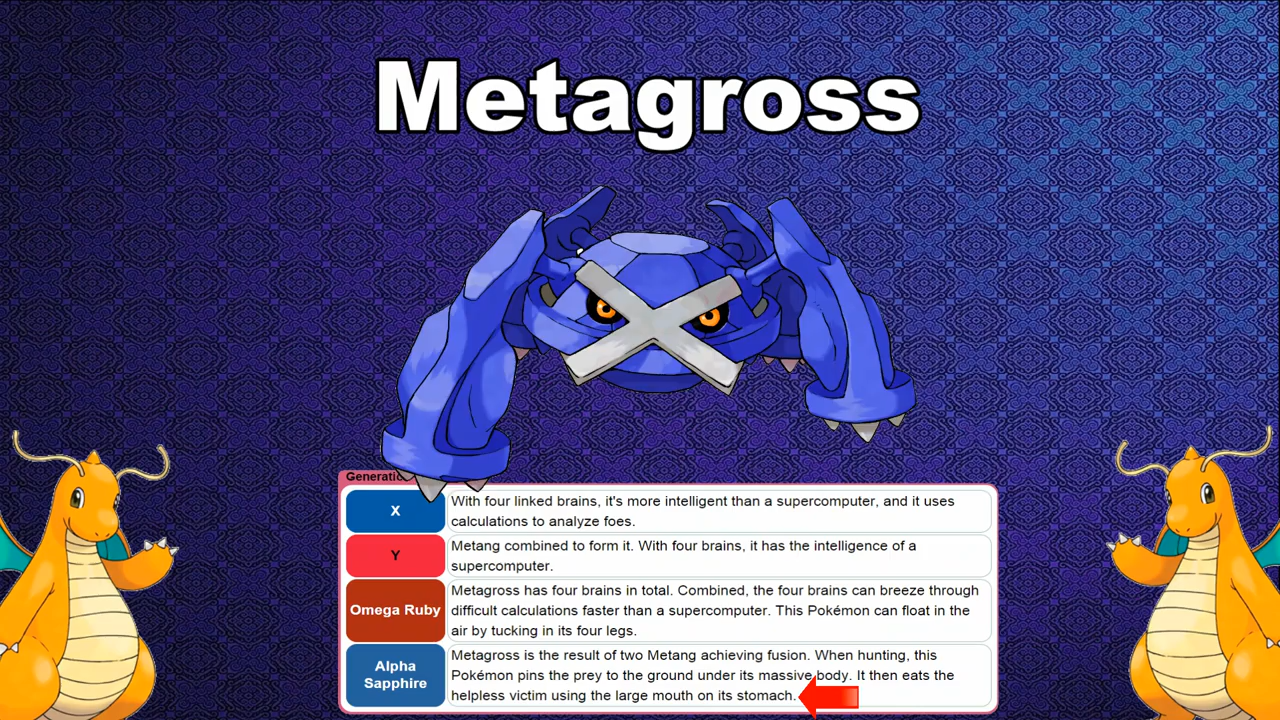 Metagross
Generatio
X
With four linked brains, it's more intelligent than a supercomputer, and it uses
calculations to analyze foes.
Y
Metang combined to form it. With four brains, it has the intelligence of a
supercomputer.
Omega Ruby
Metagross has four brains in total. Combined, the four brains can breeze through
difficult calculations faster than a supercomputer. This Pokémon can float in the
air by tucking in its four legs.
Alpha
Sapphire
Metagross is the result of two Metang achieving fusion. When hunting, this
Pokémon pins the prey to the ground under its massive body. It then eats the
helpless victim using the large mouth on its stomach.